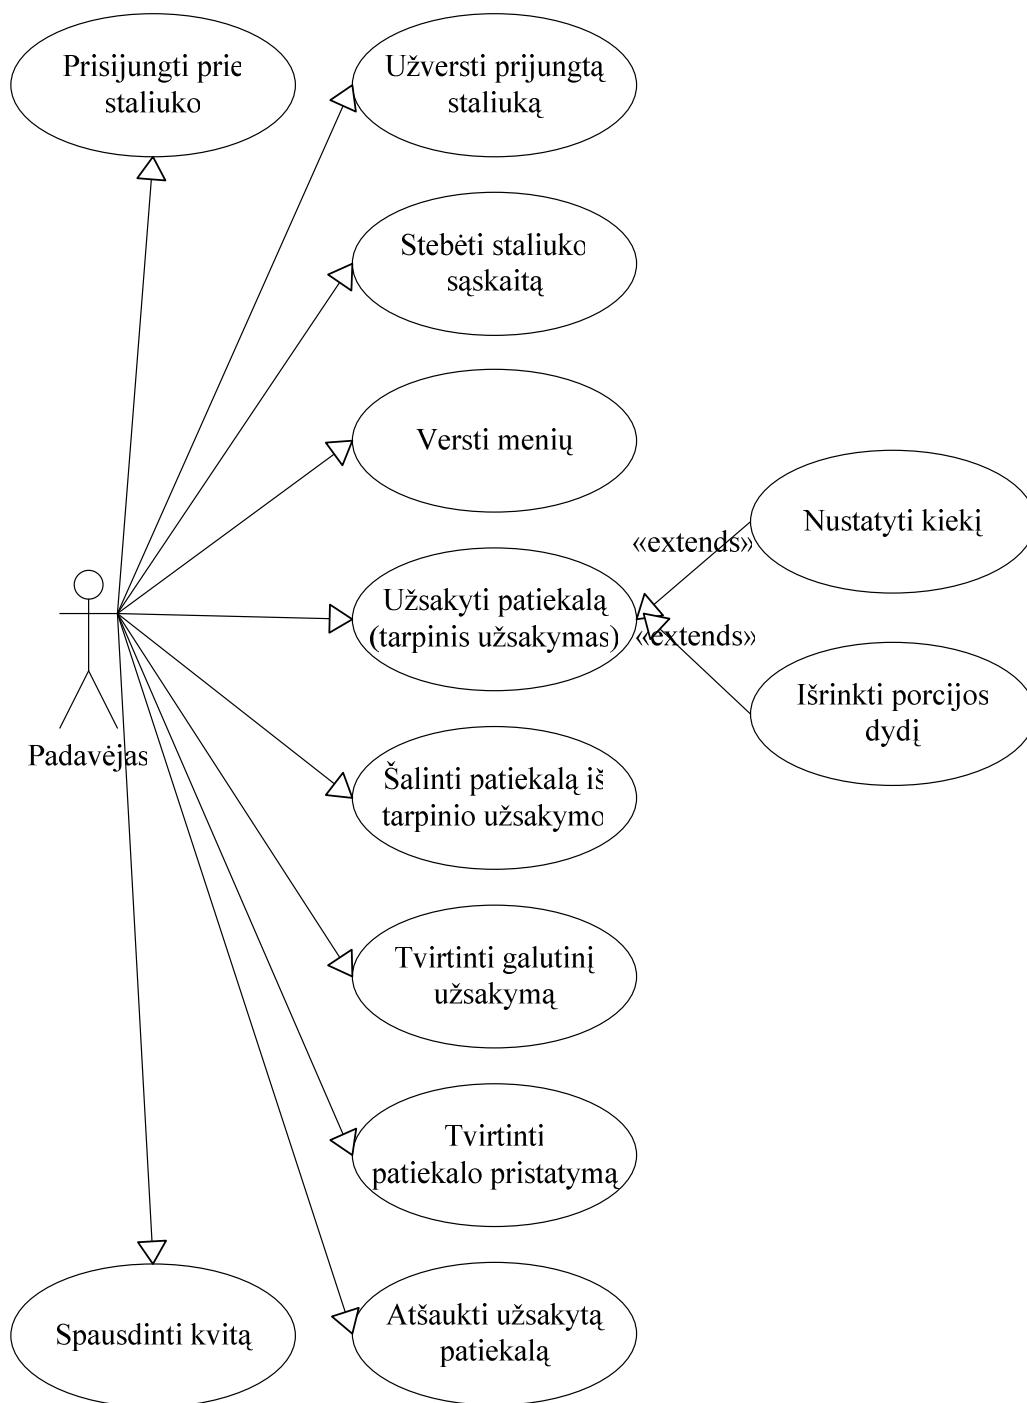 Prisijungti prie
staliuko
Užversti prijungtą
staliuką
Stebėti staliuko
sąskaitą
Versti menių
Nustatyti kiekį
«extends»
Užsakyti patiekalą
(tarpinis užsakymas)
«extends»
Išrinkti porcijos
dydį
Padavėjas
Šalinti patiekalą iš
tarpinio užsakymo
Tvirtinti galutinį
užsakymą
Tvirtinti
patiekalo pristatymą
Spausdinti kvitą
Atšaukti užsakytą
patiekalą